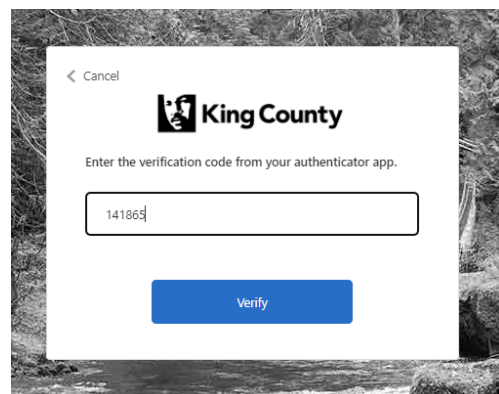 Cancel
King County
Enter the verification code from your authenticator app.
141865
Verify